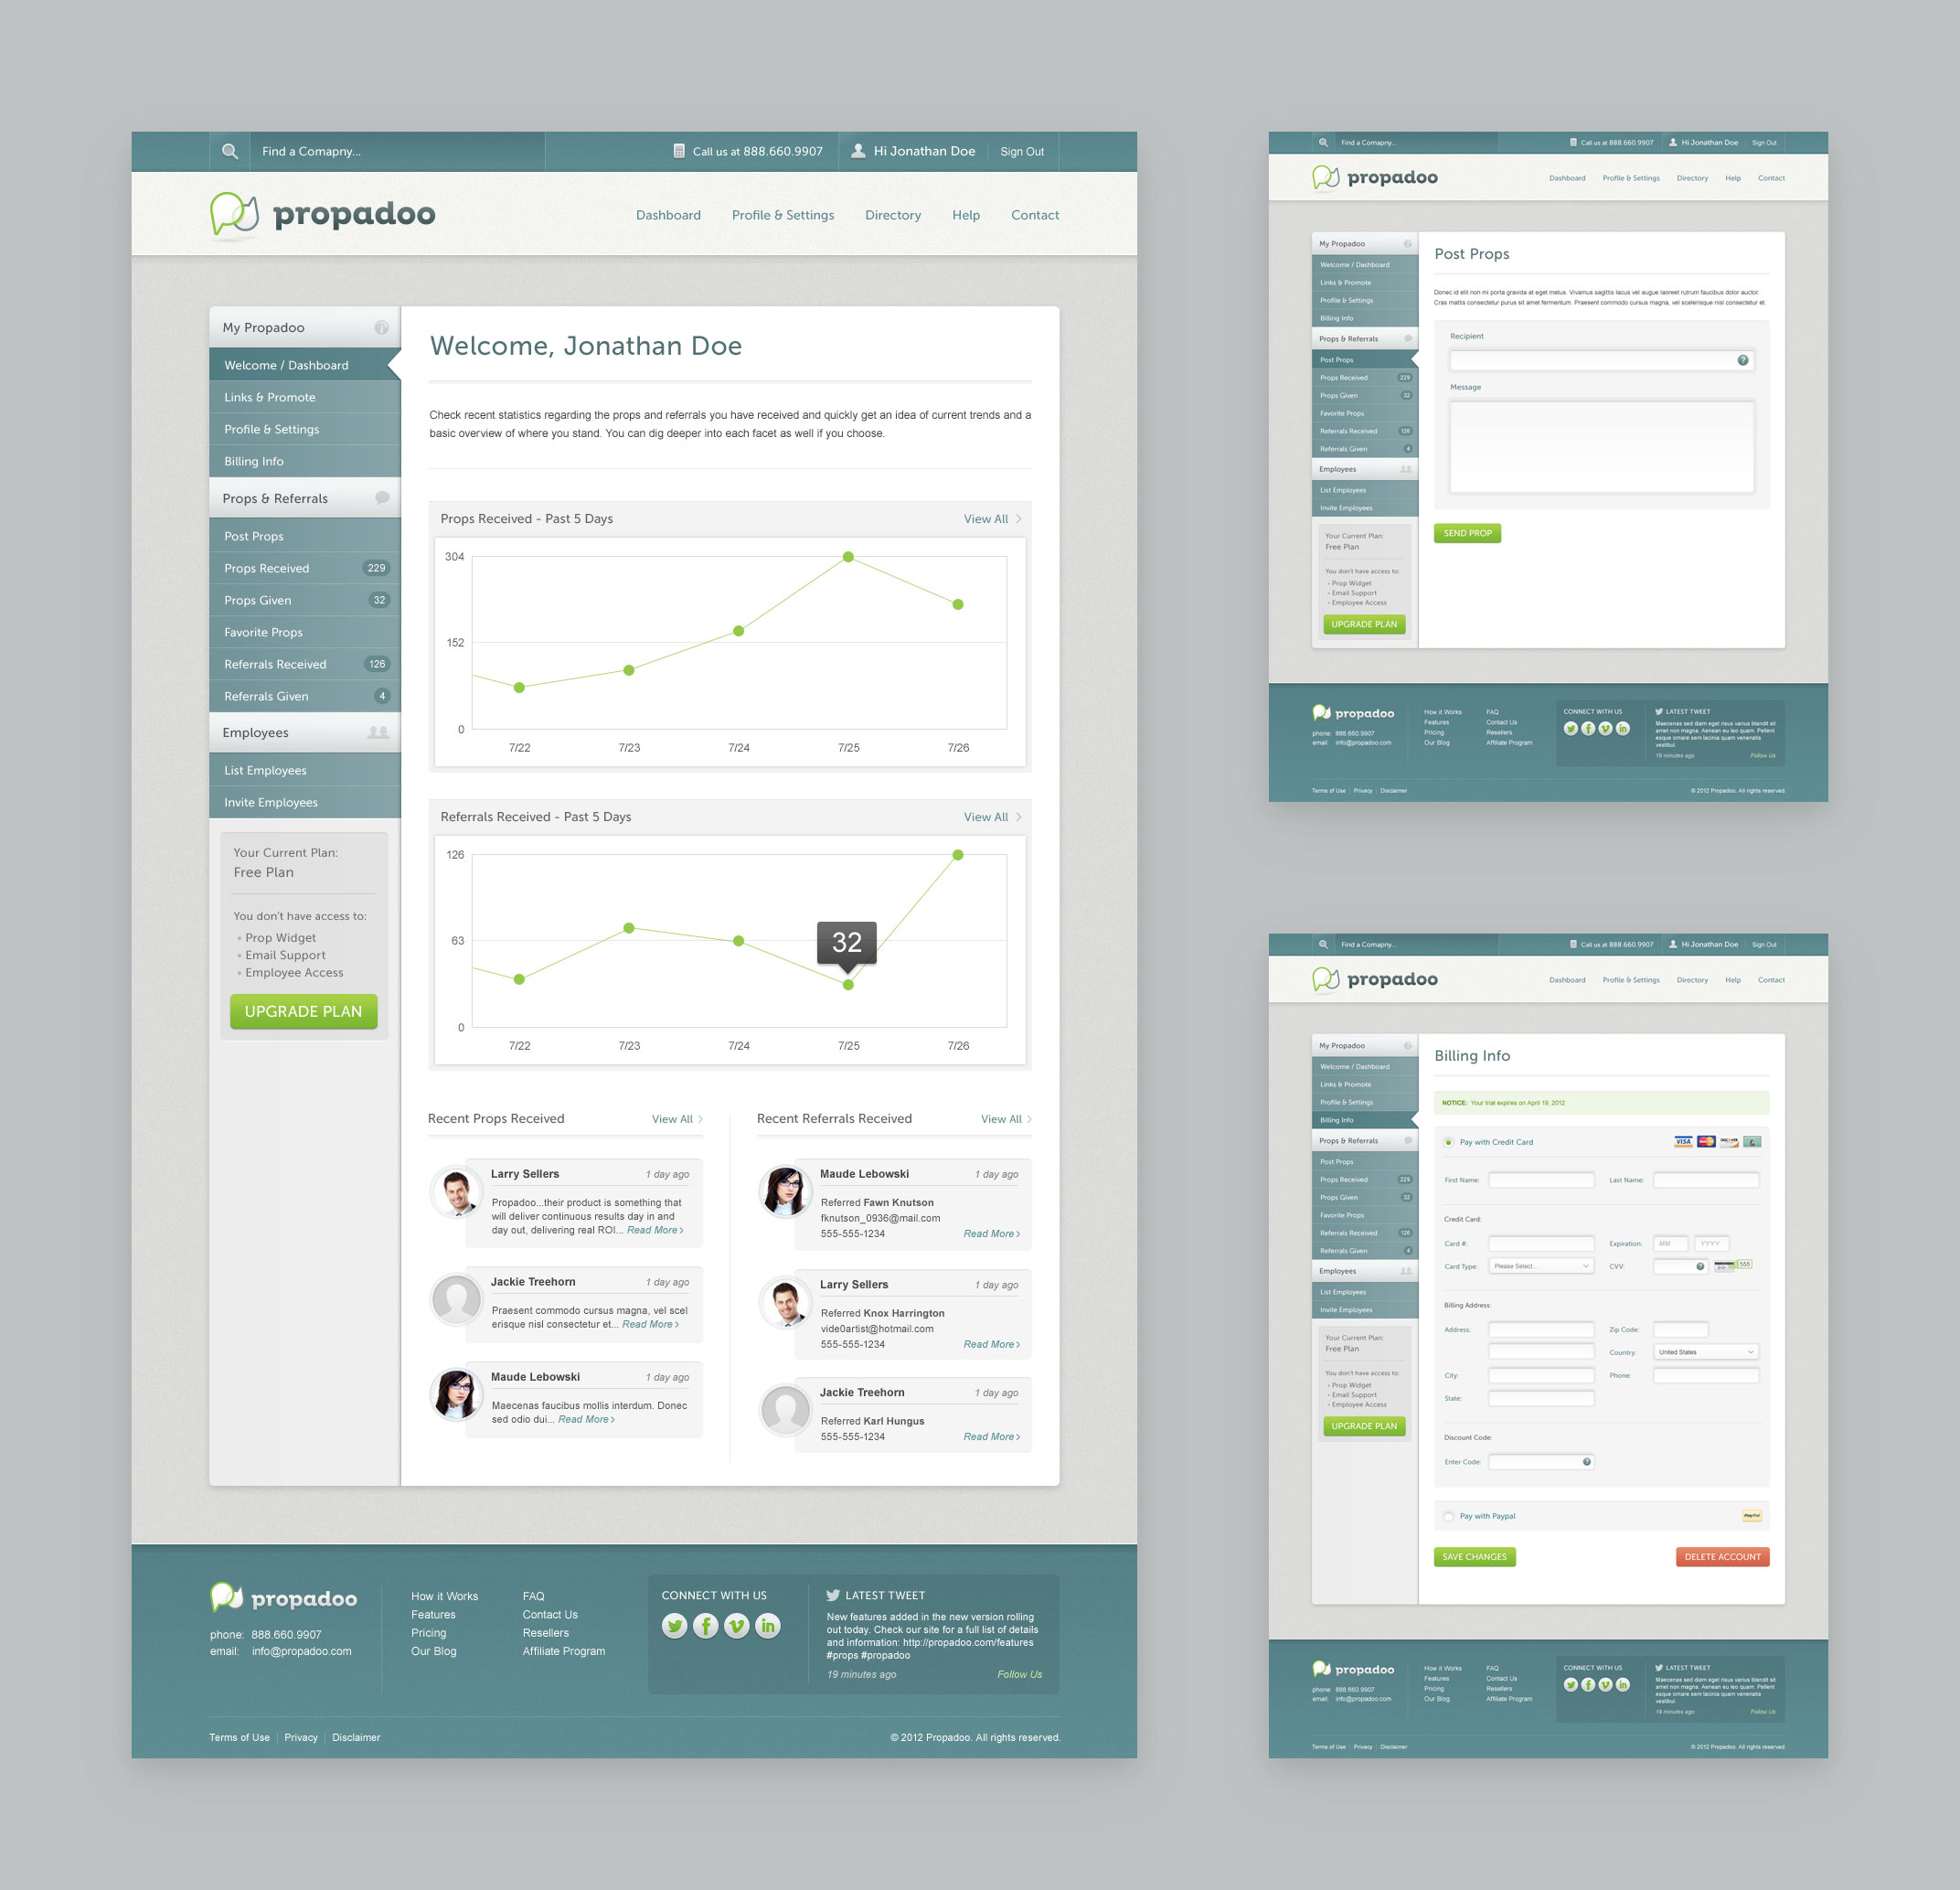 Find a Comapny...
Call us at 888.660.9907
Hi Jonathan Doe
Sign Out
propadoo
Dashboard
Profile & Settings
Directory
Help
Contact
My Propadoo
Welcome / Dashboard
Links & Promote
Profile & Settings
Billing Info
Props & Referrals
Post Props
Props Received 229
Props Given 32
Favorite Props
Referrals Received 126
Referrals Given 4
Employees
List Employees
Invite Employees
Your Current Plan:
Free Plan
You don't have access to:
• Prop Widget
• Email Support
• Employee Access
UPGRADE PLAN
Welcome, Jonathan Doe
Check recent statistics regarding the props and referrals you have received and quickly get an idea of current trends and a
basic overview of where you stand. You can dig deeper into each facet as well if you choose.
Props Received - Past 5 Days
View All
304
152
0
7/22 7/23 7/24 7/25 7/26
Referrals Received - Past 5 Days
View All
126
63
32
0
7/22 7/23 7/24 7/25 7/26
Recent Props Received
View All
Larry Sellers 1 day ago
Propadoo...their product is something that
will deliver continuous results day in and
day out, delivering real ROI... Read More
Jackie Treehorn 1 day ago
Praesent commodo cursus magna, vel scel
erisque nisl consectetur et... Read More
Maude Lebowski 1 day ago
Maecenas faucibus mollis interdum. Donec
sed odio dui... Read More
Recent Referrals Received
View All
Maude Lebowski 1 day ago
Referred Fawn Knutson
fknutson_0936@mail.com
555-555-1234 Read More
Larry Sellers 1 day ago
Referred Knox Harrington
vide0artist@hotmail.com
555-555-1234 Read More
Jackie Treehorn 1 day ago
Referred Karl Hungus
555-555-1234 Read More
propadoo
phone: 888.660.9907
email: info@propadoo.com
How it Works
Features
Pricing
Our Blog
FAQ
Contact Us
Resellers
Affiliate Program
CONNECT WITH US
LATEST TWEET
New features added in the new version rolling
out today. Check our site for a full list of details
and information: http://propadoo.com/features
#props #propadoo
19 minutes ago
Follow Us
Terms of Use
Privacy
Disclaimer
© 2012 Propadoo. All rights reserved.
Find a Comapny...
Call us at 888.660.9907
Hi Jonathan Doe
Sign Out
propadoo
Dashboard
Profile & Settings
Directory
Help
Contact
My Propadoo
Welcome / Dashboard
Links & Promote
Profile & Settings
Billing Info
Props & Referrals
Post Props
Props Received 229
Props Given 32
Favorite Props
Referrals Received 126
Referrals Given 4
Employees
List Employees
Invite Employees
Your Current Plan:
Free Plan
You don't have access to:
• Prop Widget
• Email Support
• Employee Access
UPGRADE PLAN
Post Props
Donec id elit non mi porta gravida at eget metus. Vivamus sagittis lacus vel augue laoreet rutrum faucibus dolor auctor.
Cras mattis consectetur purus sit amet fermentum. Praesent commodo cursus magna, vel scelerisque nisl consectetur et.
Recipient
?
Message
SEND PROP
propadoo
phone: 888.660.9907
email: info@propadoo.com
How it Works
Features
Pricing
Our Blog
FAQ
Contact Us
Resellers
Affiliate Program
CONNECT WITH US
LATEST TWEET
Maecenas sed diam eget risus varius blandit sit
amet non magna. Aenean eu leo quam. Pellent
esque ornare sem lacinia quam venenatis
vestibul.
19 minutes ago
Follow Us
Terms of Use
Privacy
Disclaimer
© 2012 Propadoo. All rights reserved.
Find a Comapny...
Call us at 888.660.9907
Hi Jonathan Doe
Sign Out
propadoo
Dashboard
Profile & Settings
Directory
Help
Contact
My Propadoo
Welcome / Dashboard
Links & Promote
Profile & Settings
Billing Info
Props & Referrals
Post Props
Props Received 229
Props Given 32
Favorite Props
Referrals Received 126
Referrals Given 4
Employees
List Employees
Invite Employees
Your Current Plan:
Free Plan
You don't have access to:
• Prop Widget
• Email Support
• Employee Access
UPGRADE PLAN
Billing Info
NOTICE: Your trial expires on April 19, 2012
Pay with Credit Card
VISA MasterCard DISCOVER
First Name:
Last Name:
Credit Card:
Card #:
Expiration: MM YYYY
Card Type: Please Select...
CVV: ? 555
Billing Address:
Address:
Zip Code:
Country: United States
City:
Phone:
State:
Discount Code:
Enter Code: ?
Pay with Paypal
PayPal
SAVE CHANGES
DELETE ACCOUNT
propadoo
phone: 888.660.9907
email: info@propadoo.com
How it Works
Features
Pricing
Our Blog
FAQ
Contact Us
Resellers
Affiliate Program
CONNECT WITH US
LATEST TWEET
Maecenas sed diam eget risus varius blandit sit
amet non magna. Aenean eu leo quam. Pellent
esque ornare sem lacinia quam venenatis
vestibul.
19 minutes ago
Follow Us
Terms of Use
Privacy
Disclaimer
© 2012 Propadoo. All rights reserved.